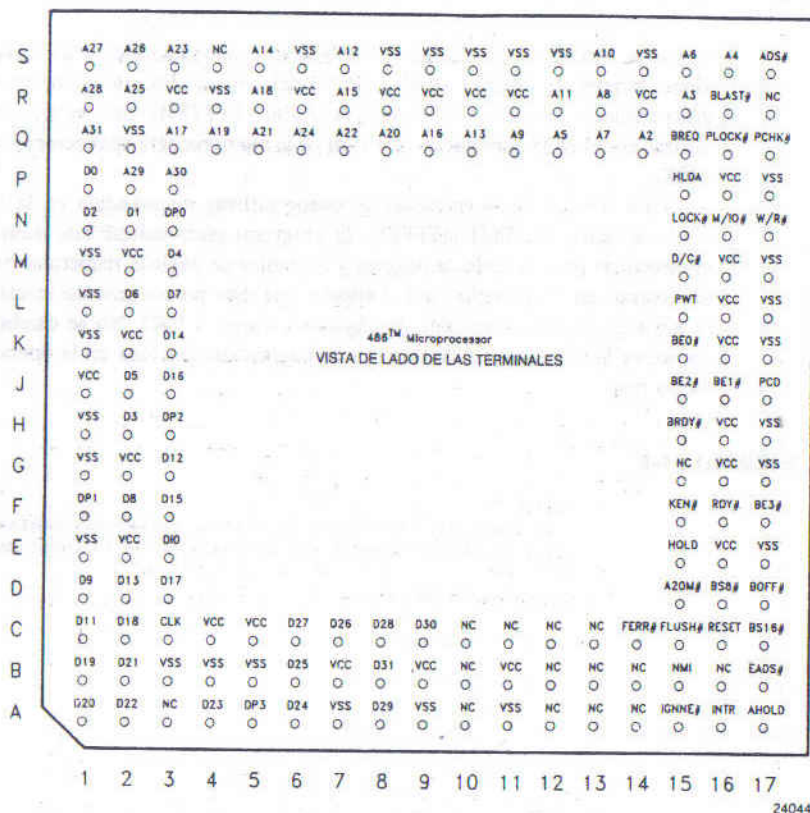 S A27 A26 A23 NC A14 VSS A12 VSS VSS VSS VSS VSS A10 VSS A6 A4 ADS#
R A28 A25 VCC VSS A18 VCC A15 VCC VCC VCC VCC A11 A8 VCC A3 BLAST# NC
Q A31 VSS A17 A19 A21 A24 A22 A20 A16 A13 A9 A5 A7 A2 BREQ PLOCK# PCHK#
P D0 A29 A30 HLDA VCC VSS
N D2 D1 DP0 LOCK# M/IO# W/R#
M VSS VCC D4 D/C# VCC VSS
L VSS D6 D7 PWT VCC VSS
K VSS VCC D14 BE0# VCC VSS
486™ Microprocessor
VISTA DE LADO DE LAS TERMINALES
J VCC D5 D16 BE2# BE1# PCD
H VSS D3 DP2 BRDY# VCC VSS
G VSS VCC D12 NC VCC VSS
F DP1 D8 D15 KEN# RDY# BE3#
E VSS VCC DI0 HOLD VCC VSS
D D9 D13 D17 A20M# BS8# BOFF#
C D11 D18 CLK VCC VCC D27 D26 D28 D30 NC NC NC NC FERR# FLUSH# RESET BS16#
B D19 D21 VSS VSS VSS D25 VCC D31 VCC NC VCC NC NC NC NMI NC EADS#
A D20 D22 NC D23 DP3 D24 VSS D29 VSS NC VSS NC NC NC IGNNE# INTR AHOLD
1 2 3 4 5 6 7 8 9 10 11 12 13 14 15 16 17
24044